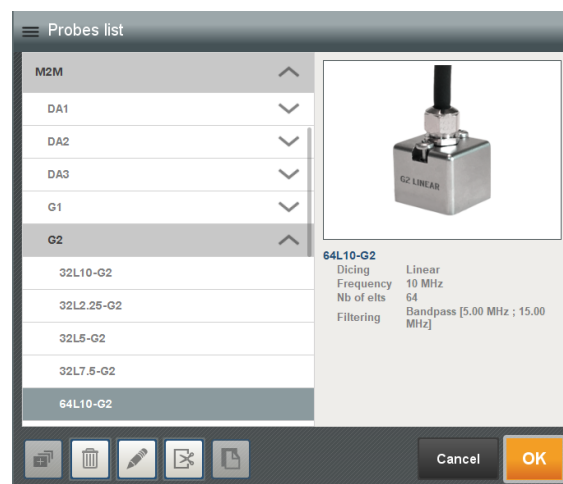 Probes list
M2M
DA1
DA2
DA3
G1
G2
32L10-G2
32L2.25-G2
32L5-G2
32L7.5-G2
64L10-G2
G2 LINEAR
64L10-G2
Dicing Linear
Frequency 10 MHz
Nb of elts 64
Filtering Bandpass [5.00 MHz ; 15.00
MHz]
Cancel
OK